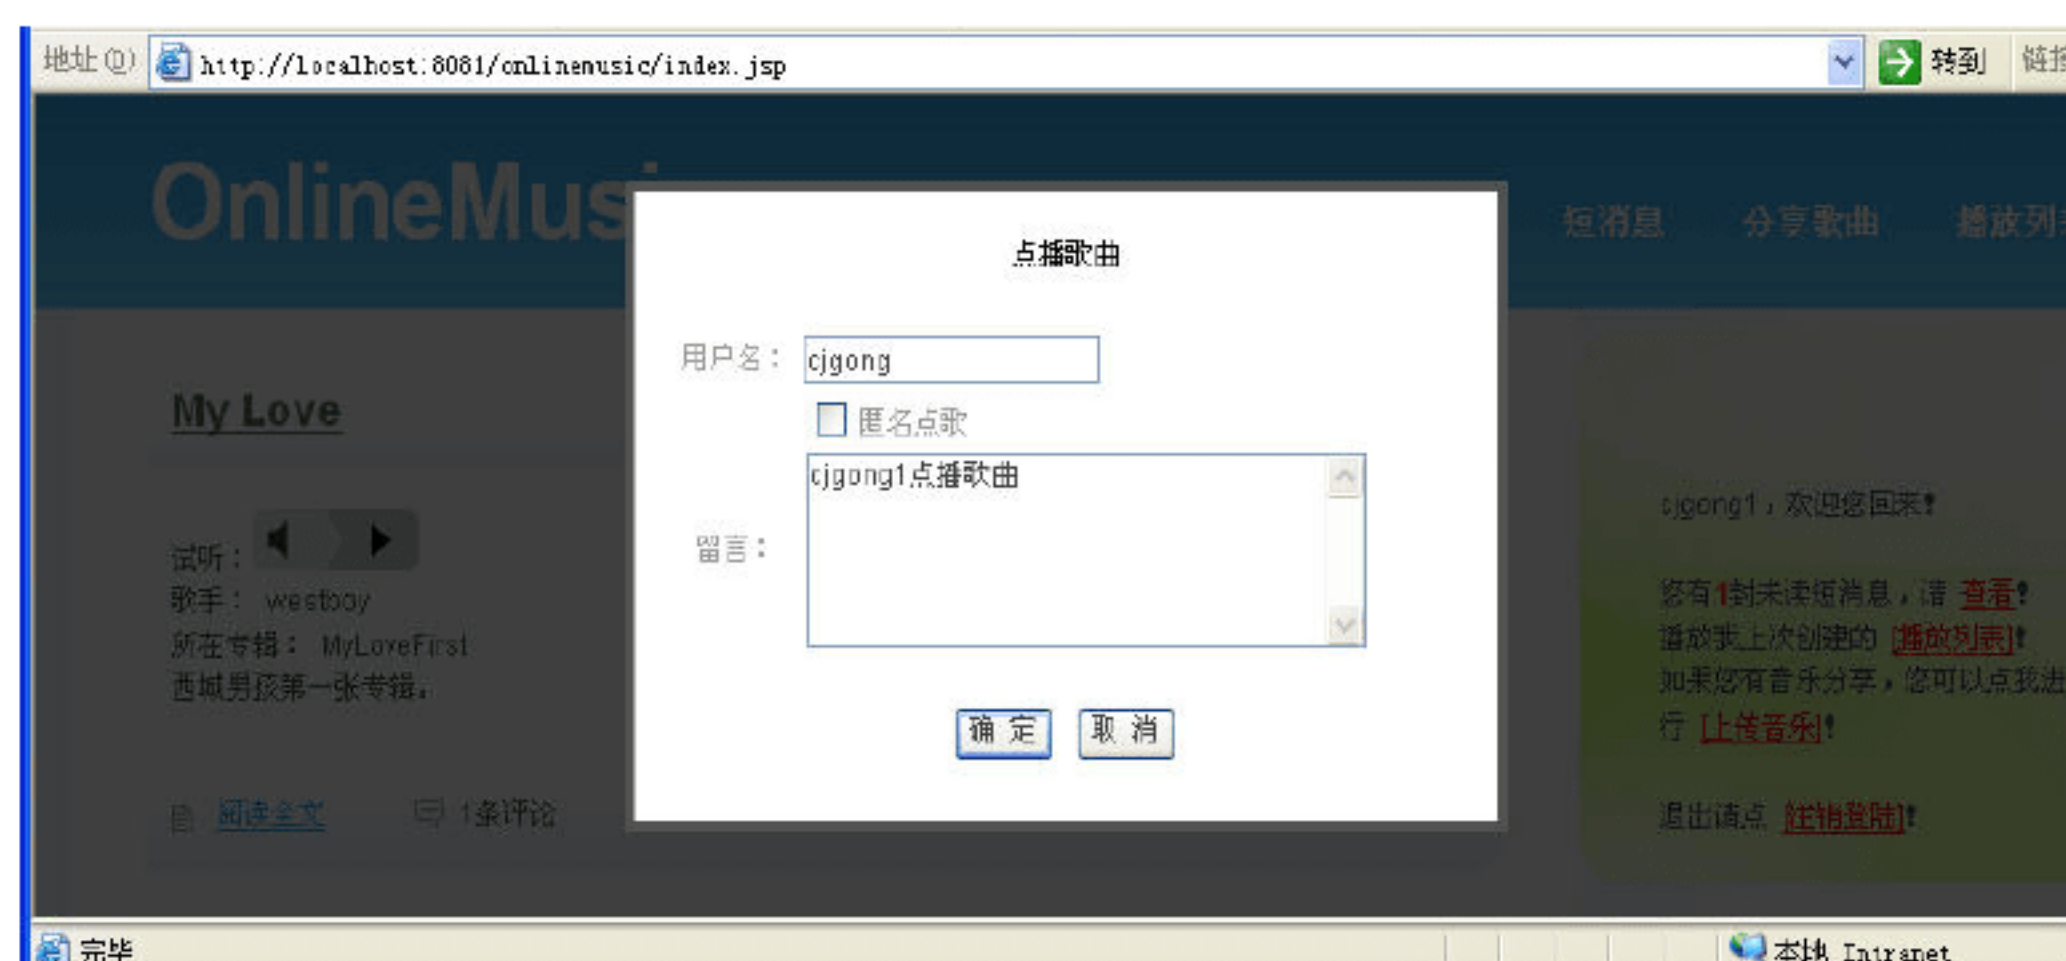 地址(D) http://localhost:8081/onlinemusic/index.jsp 转到
OnlineMus
短消息 分享歌曲 播放列
点播歌曲
用户名： cjgong
匿名点歌
留言： cjgong1点播歌曲
确 定 取 消
My Love
试听：
歌手： westboy
所在专辑： MyLoveFirst
西城男孩第一张专辑。
阅读全文 1条评论
cjgong1，欢迎您回来！
您有1封未读短消息，请 查看！
播放我上次创建的 [播放列表]！
如果您有音乐分享，您可以点我进
行 [上传音乐]！
退出请点 [注销登陆]！
完毕 本地 Intranet